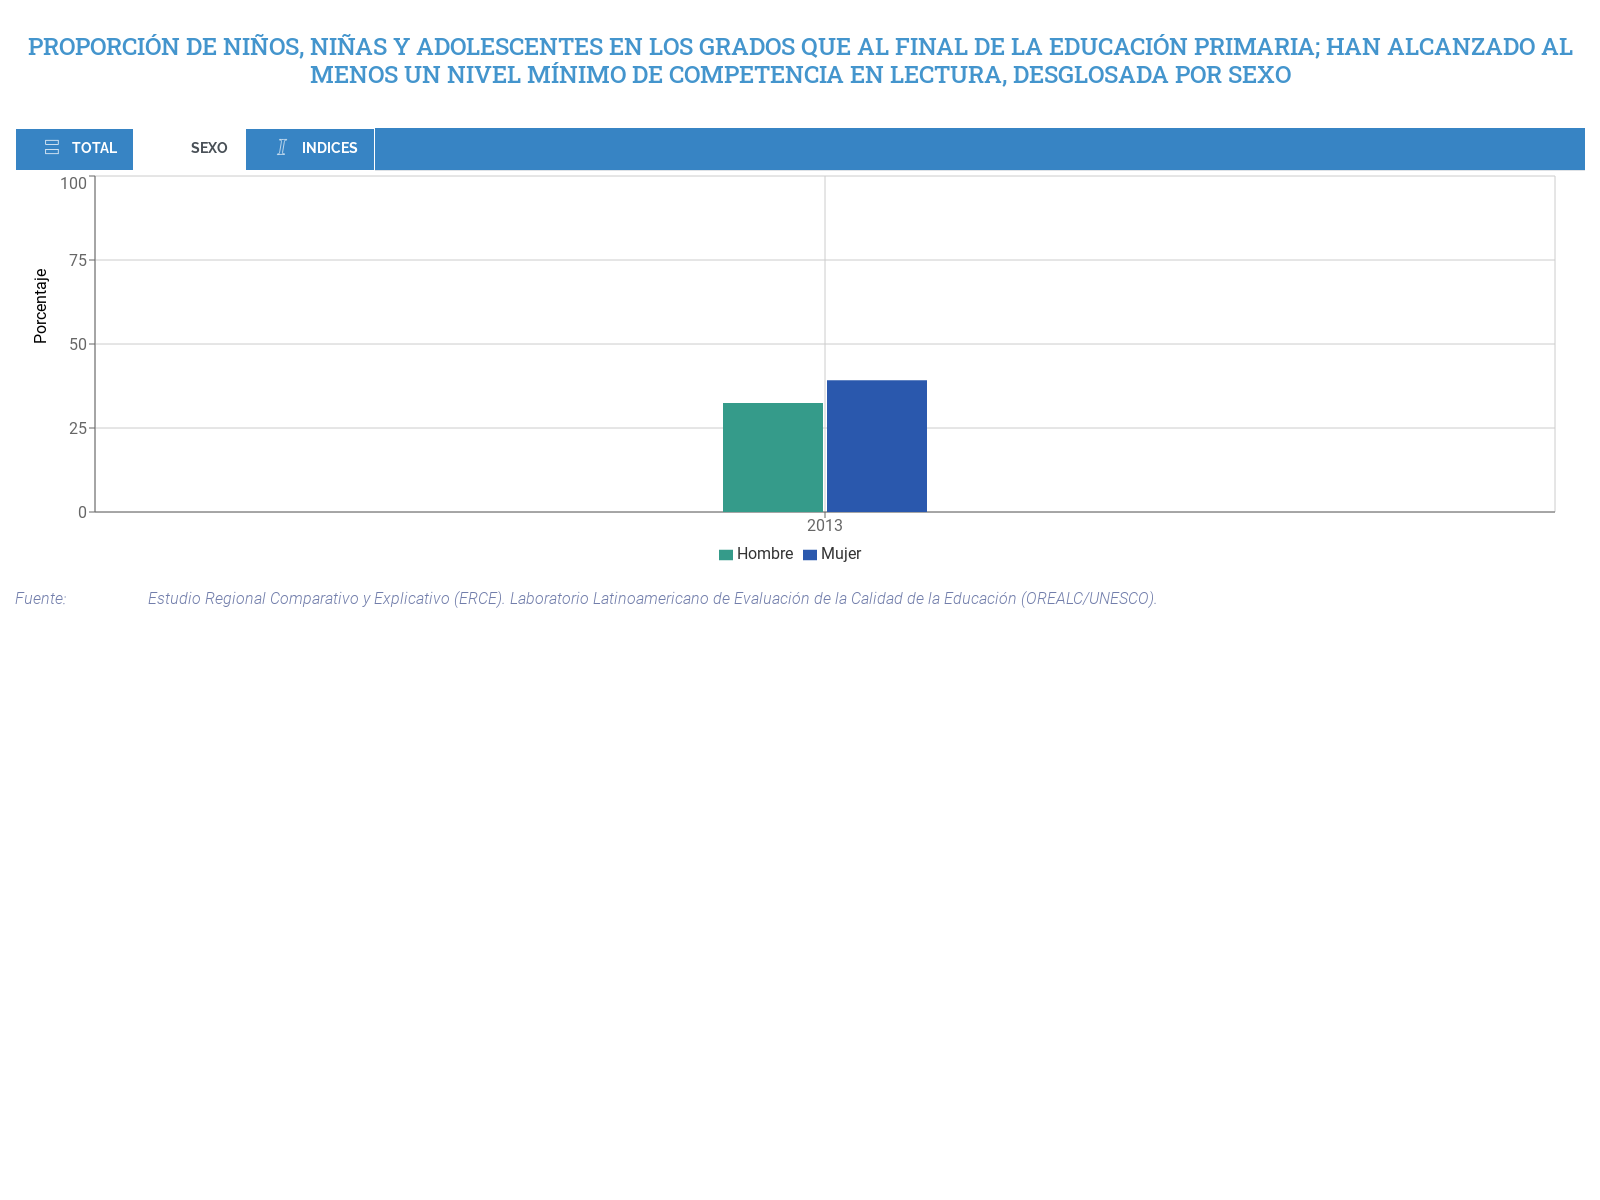 PROPORCIÓN DE NIÑOS, NIÑAS Y ADOLESCENTES EN LOS GRADOS QUE AL FINAL DE LA EDUCACIÓN PRIMARIA; HAN ALCANZADO AL
MENOS UN NIVEL MÍNIMO DE COMPETENCIA EN LECTURA, DESGLOSADA POR SEXO
TOTAL SEXO INDICES
100
75
Porcentaje
50
25
0
2013
Hombre Mujer
Fuente: Estudio Regional Comparativo y Explicativo (ERCE). Laboratorio Latinoamericano de Evaluación de la Calidad de la Educación (OREALC/UNESCO).